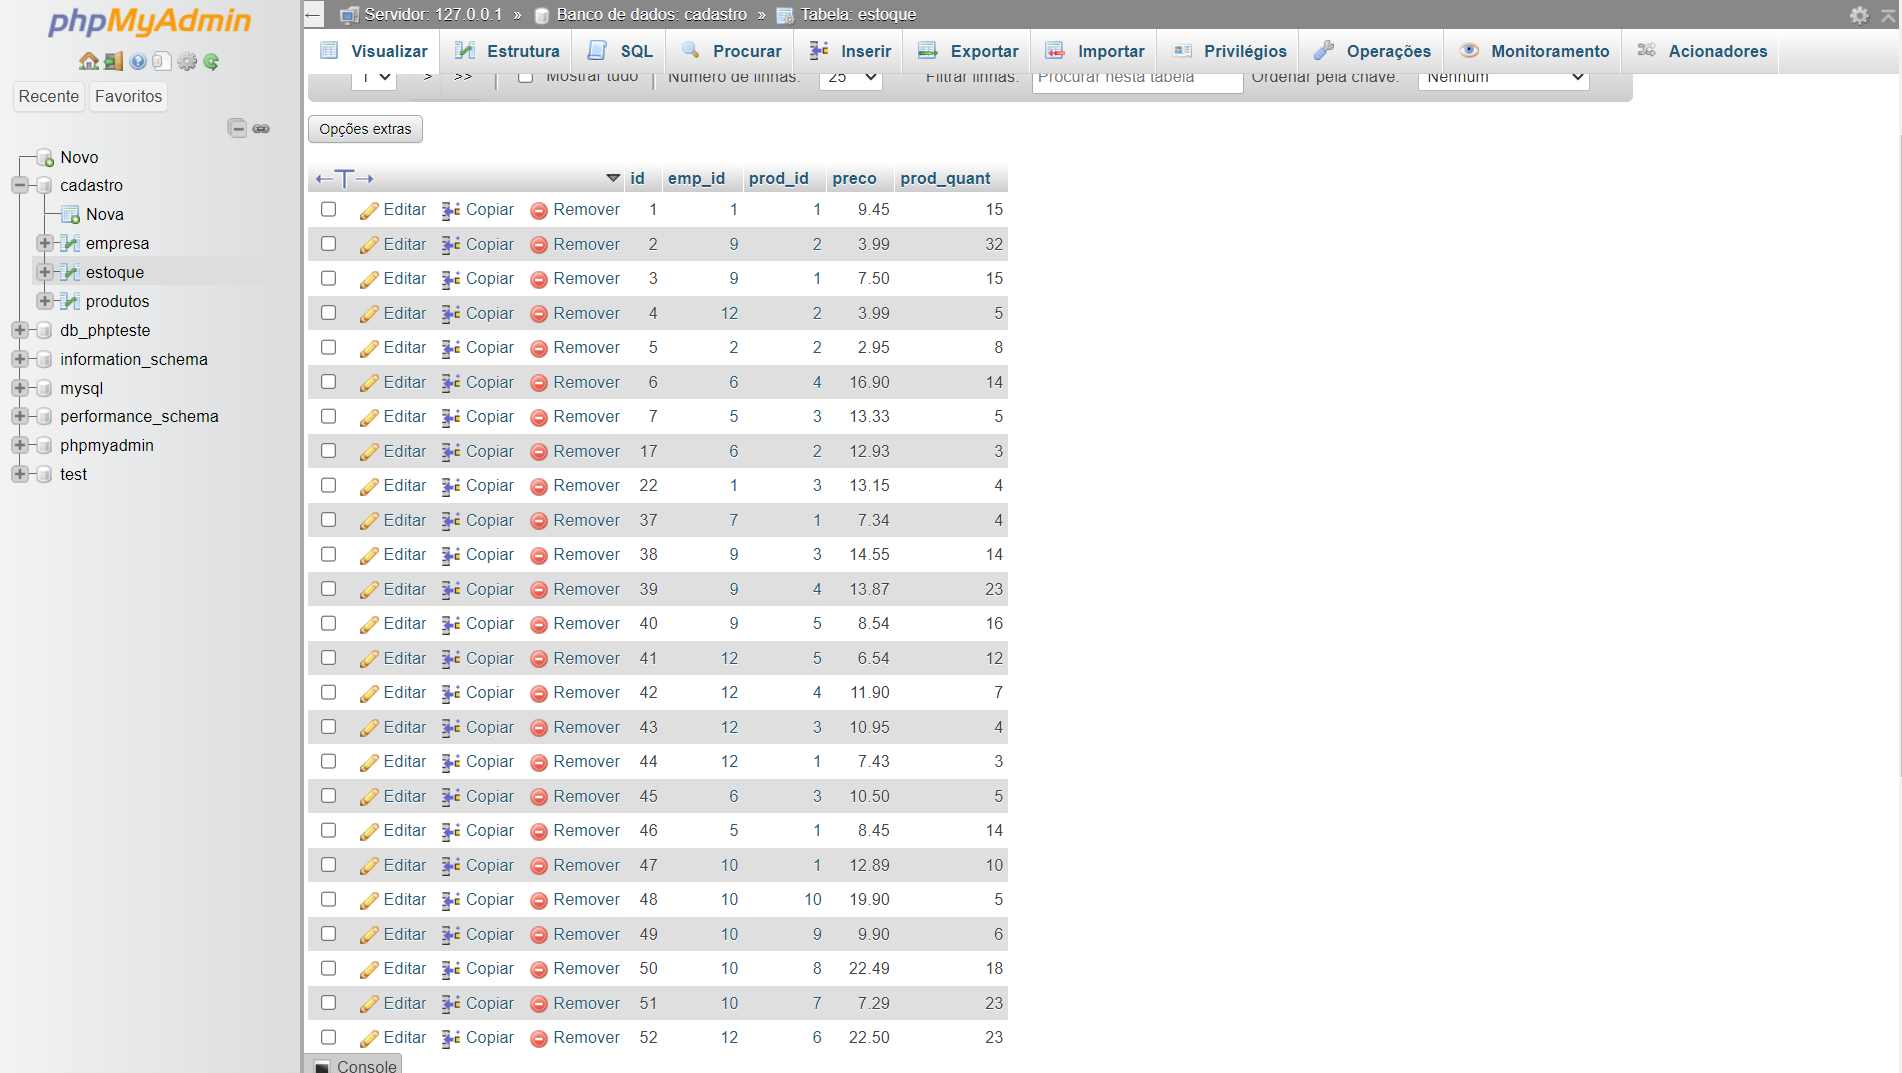 phpMyAdmin
Recente Favoritos
Novo
cadastro
Nova
empresa
estoque
produtos
db_phpteste
information_schema
mysql
performance_schema
phpmyadmin
test
← Servidor: 127.0.0.1 » Banco de dados: cadastro » Tabela: estoque
Visualizar Estrutura SQL Procurar Inserir Exportar Importar Privilégios Operações Monitoramento Acionadores
1 > >> | Mostrar tudo | Número de linhas: 25 Filtrar linhas: Procurar nesta tabela Ordenar pela chave: Nenhum
Opções extras
←T→ id emp_id prod_id preco prod_quant
Editar Copiar Remover 1 1 1 9.45 15
Editar Copiar Remover 2 9 2 3.99 32
Editar Copiar Remover 3 9 1 7.50 15
Editar Copiar Remover 4 12 2 3.99 5
Editar Copiar Remover 5 2 2 2.95 8
Editar Copiar Remover 6 6 4 16.90 14
Editar Copiar Remover 7 5 3 13.33 5
Editar Copiar Remover 17 6 2 12.93 3
Editar Copiar Remover 22 1 3 13.15 4
Editar Copiar Remover 37 7 1 7.34 4
Editar Copiar Remover 38 9 3 14.55 14
Editar Copiar Remover 39 9 4 13.87 23
Editar Copiar Remover 40 9 5 8.54 16
Editar Copiar Remover 41 12 5 6.54 12
Editar Copiar Remover 42 12 4 11.90 7
Editar Copiar Remover 43 12 3 10.95 4
Editar Copiar Remover 44 12 1 7.43 3
Editar Copiar Remover 45 6 3 10.50 5
Editar Copiar Remover 46 5 1 8.45 14
Editar Copiar Remover 47 10 1 12.89 10
Editar Copiar Remover 48 10 10 19.90 5
Editar Copiar Remover 49 10 9 9.90 6
Editar Copiar Remover 50 10 8 22.49 18
Editar Copiar Remover 51 10 7 7.29 23
Editar Copiar Remover 52 12 6 22.50 23
Console